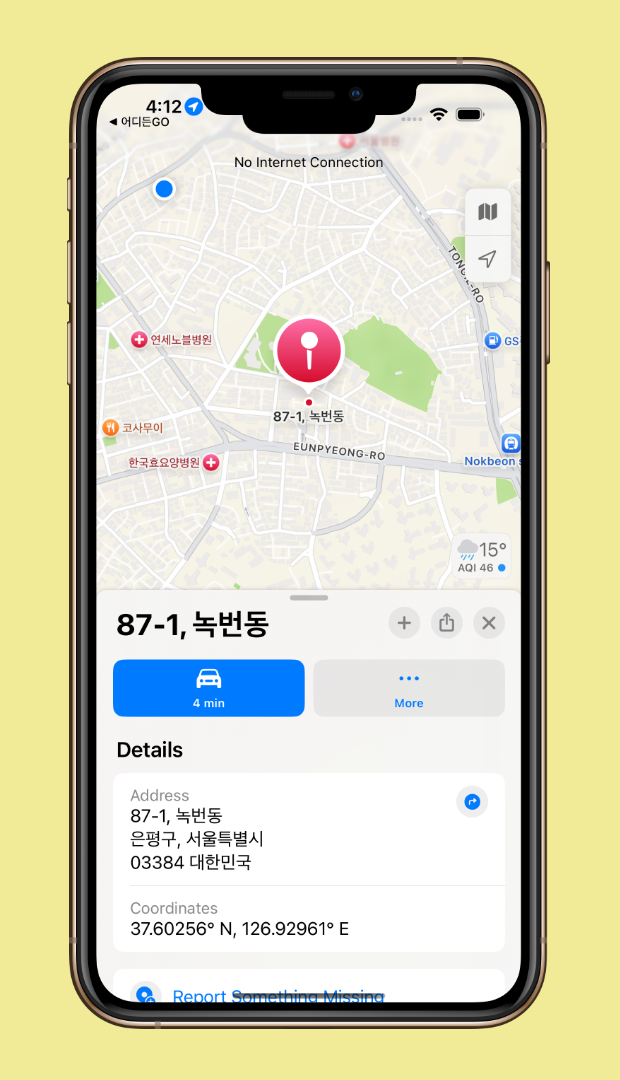 4:12
◀ 어디든GO
No Internet Connection
연세노블병원
GS
87-1, 녹번동
코사무이
EUNPYEONG-RO
한국효요양병원
Nokbeon s
15°
AQI 46
87-1, 녹번동
4 min
More
Details
Address
87-1, 녹번동
은평구, 서울특별시
03384 대한민국
Coordinates
37.60256° N, 126.92961° E
Report Something Missing